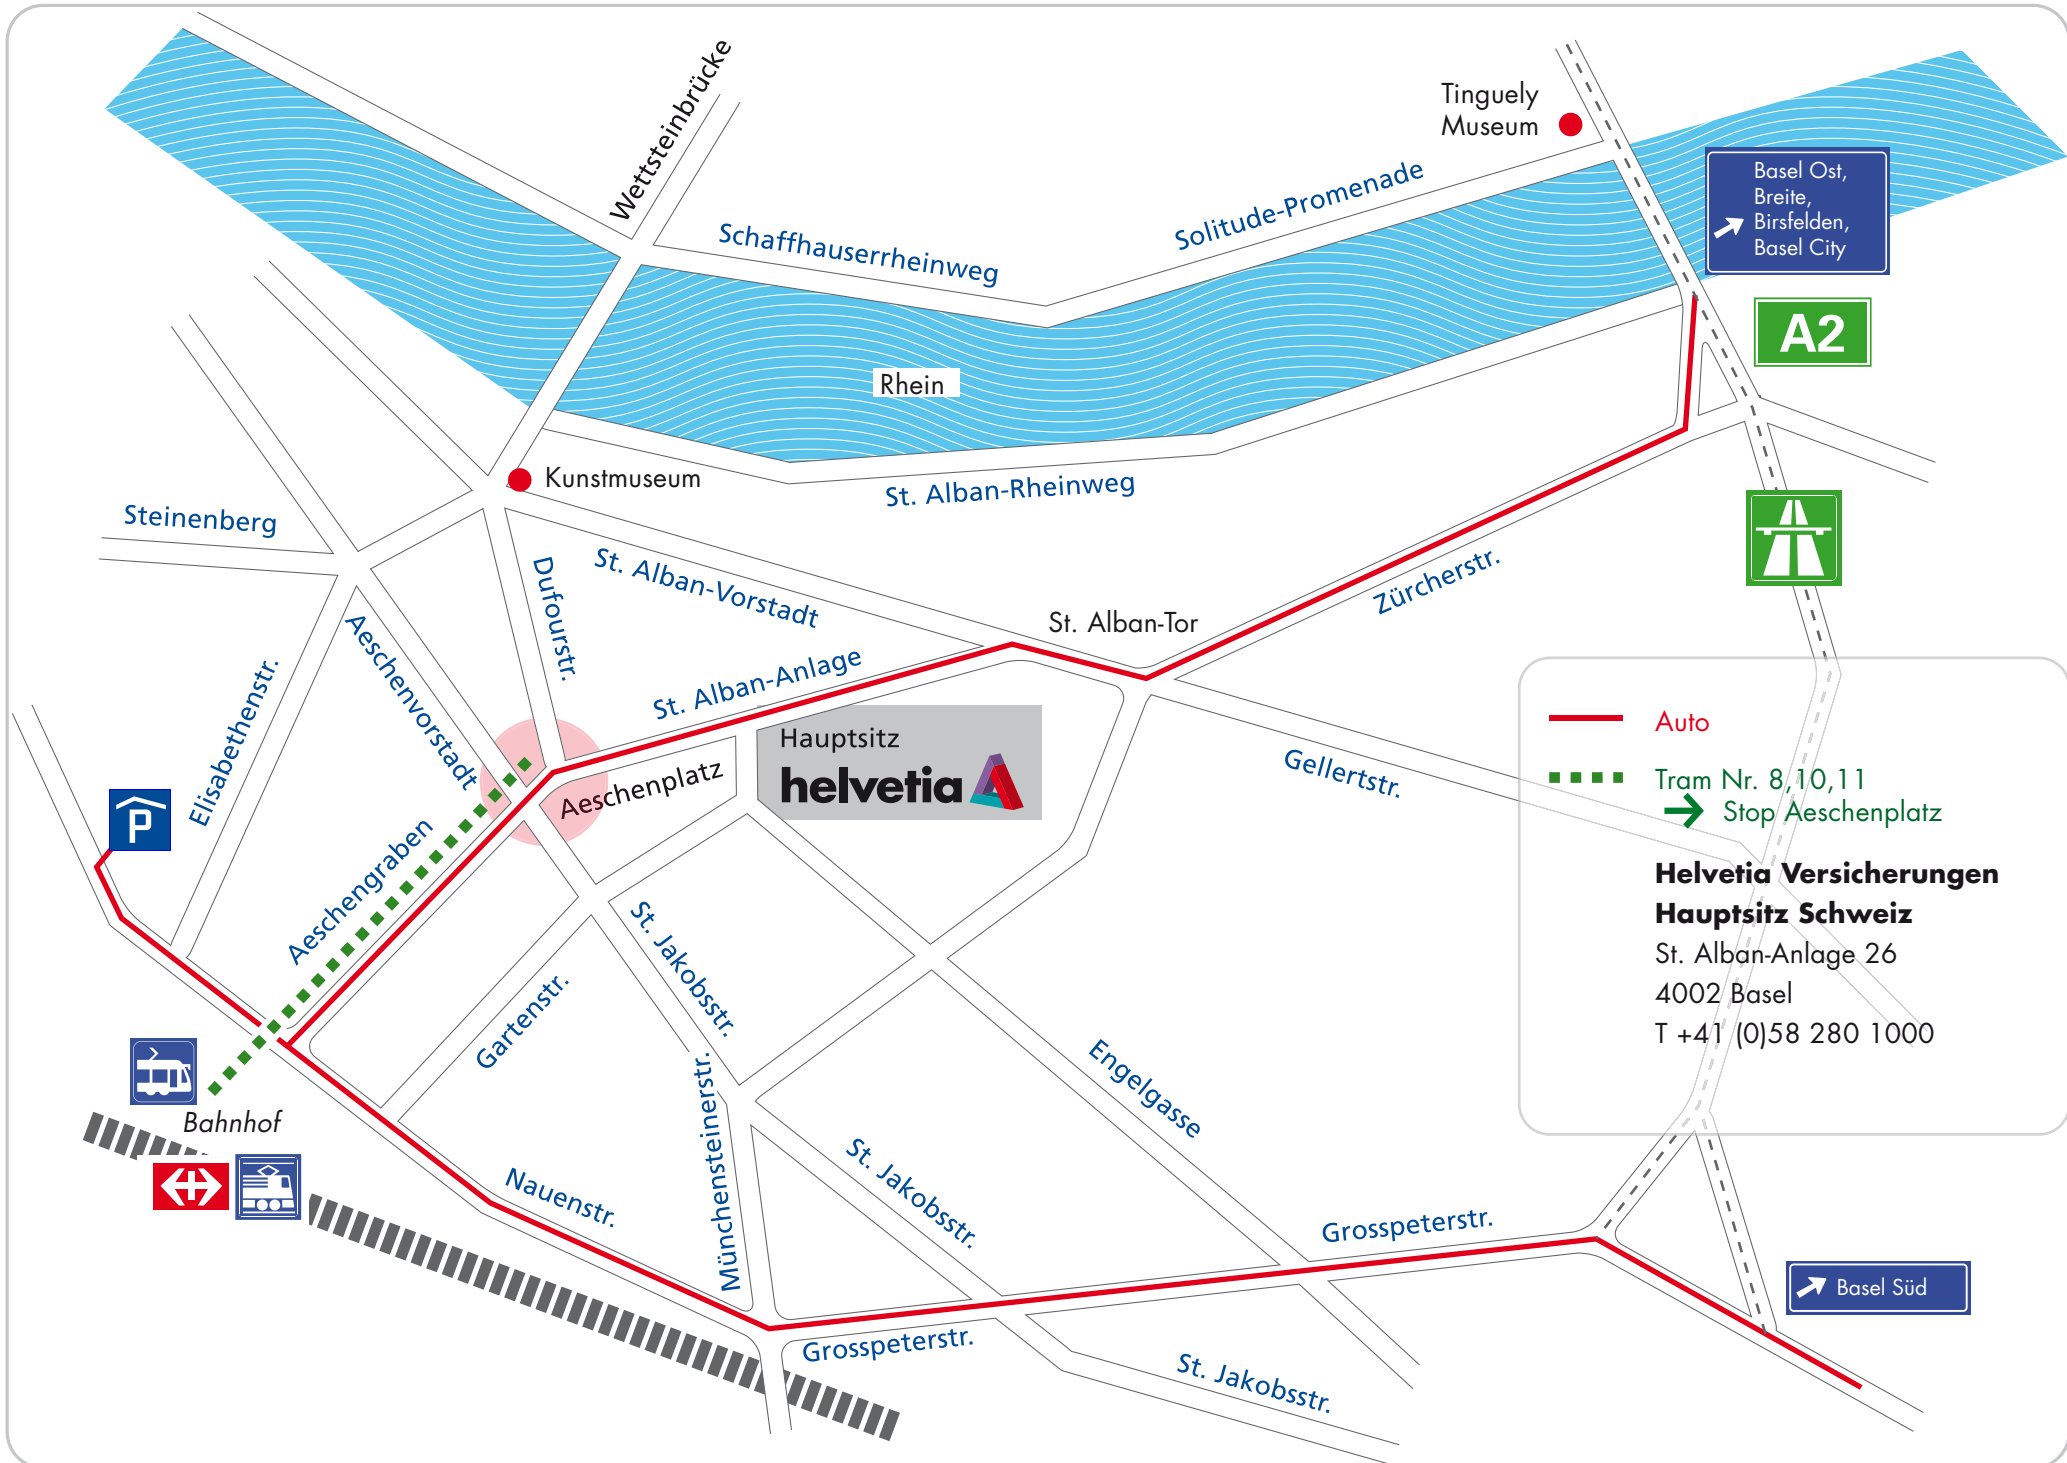 Wettsteinbrücke
Tinguely
Museum
Basel Ost,
Breite,
Birsfelden,
Basel City
Schaffhauserrheinweg
Solitude-Promenade
A2
Rhein
Kunstmuseum
St. Alban-Rheinweg
Steinenberg
Dufourstr.
St. Alban-Vorstadt
Zürcherstr.
St. Alban-Tor
Aeschenvorstadt
Elisabethenstr.
St. Alban-Anlage
Hauptsitz
helvetia
Aeschenplatz
Gellertstr.
P
Aeschengraben
Auto
Tram Nr. 8,10,11
Stop Aeschenplatz
Helvetia Versicherungen
Hauptsitz Schweiz
St. Alban-Anlage 26
4002 Basel
T +41 (0)58 280 1000
St. Jakobsstr.
Gartenstr.
Engelgasse
Bahnhof
Münchensteinerstr.
St. Jakobsstr.
Nauenstr.
Grosspeterstr.
Basel Süd
Grosspeterstr.
St. Jakobsstr.